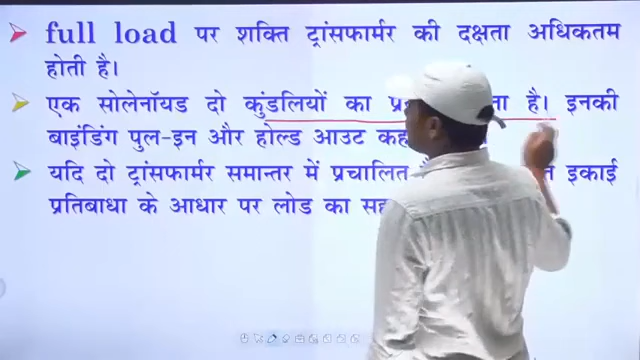 full load पर शक्ति ट्रांसफार्मर की दक्षता अधिकतम
होती है।
एक सोलेनॉयड दो कुंडलियों का है। इनकी
बाइंडिंग पुल-इन और होल्ड आउट
यदि दो ट्रांसफार्मर समान्तर में प्रचालित इकाई
प्रतिबाधा के आधार पर लोड का